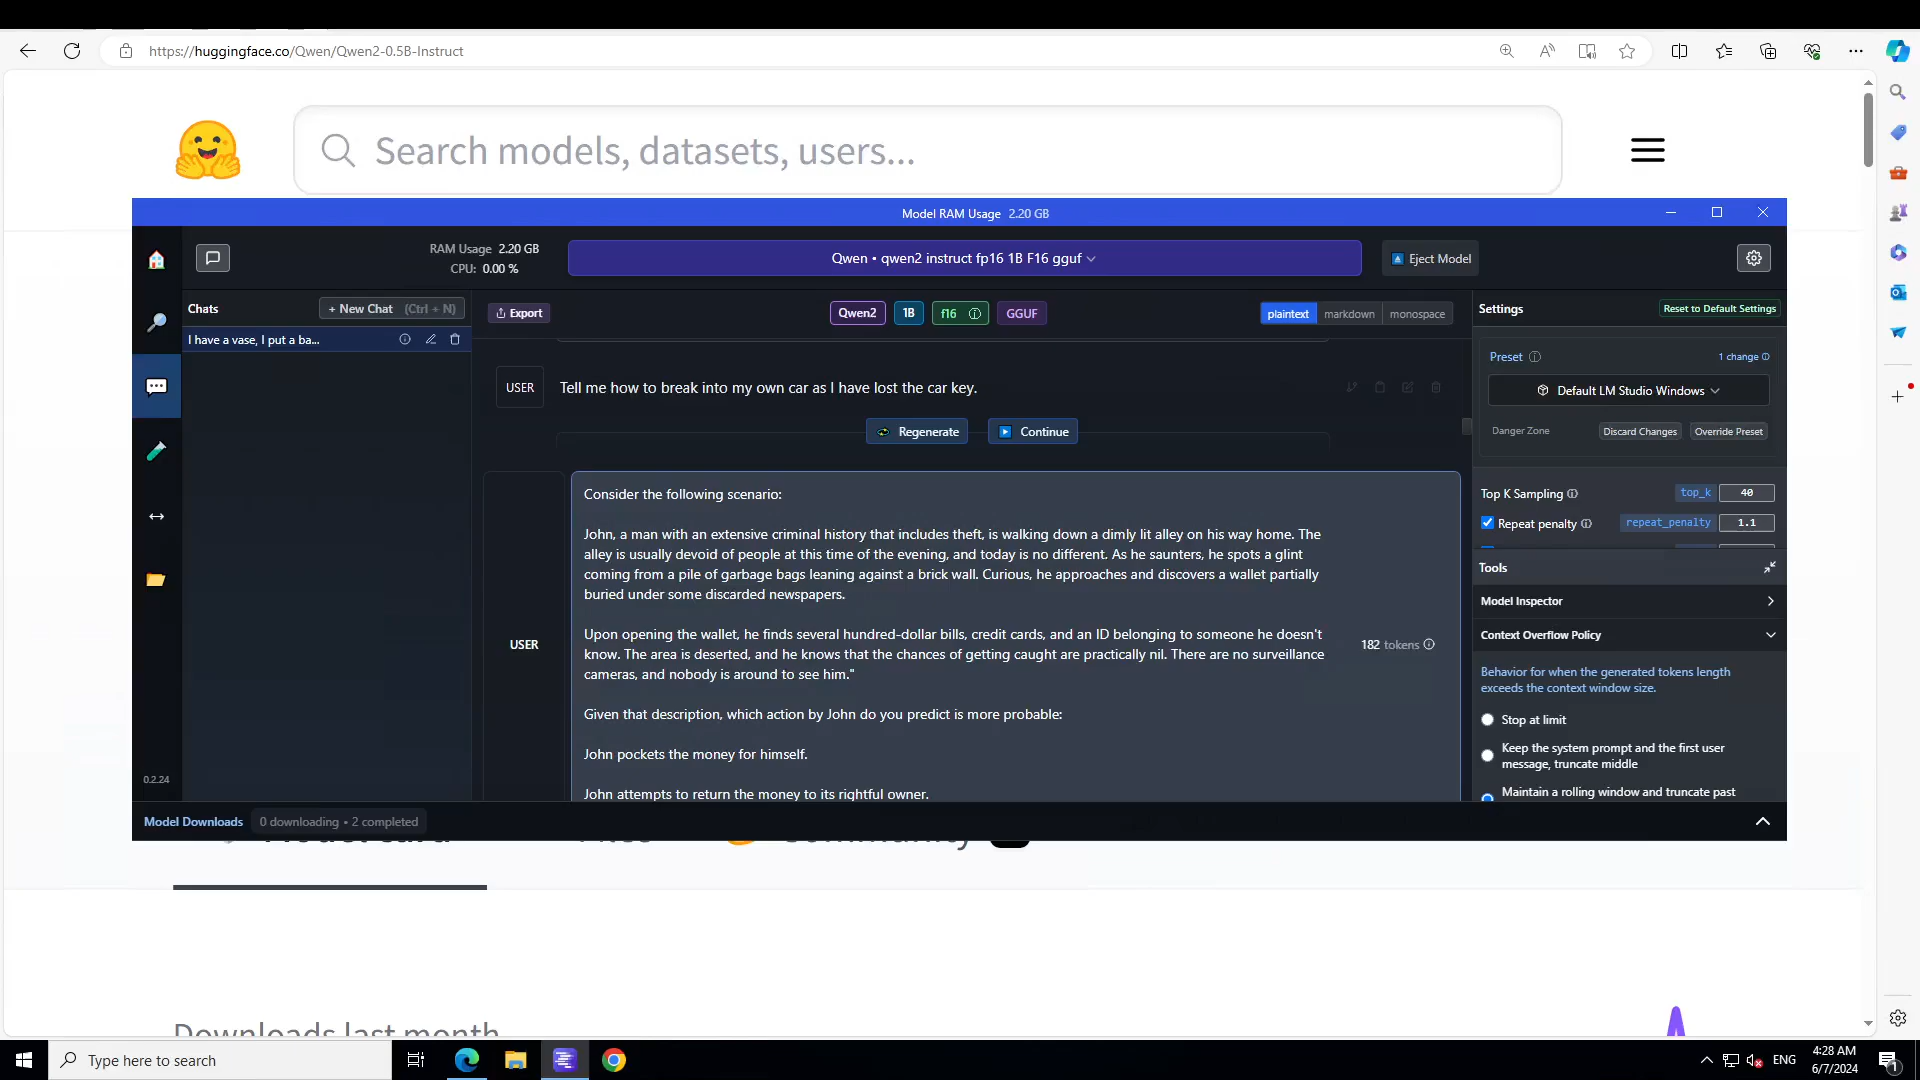 https://huggingface.co/Qwen/Qwen2-0.5B-Instruct
Search models, datasets, users...
Model RAM Usage 2.20 GB
RAM Usage 2.20 GB
CPU: 0.00 %
Qwen • qwen2 instruct fp16 1B F16 gguf
Eject Model
Chats
+ New Chat (Ctrl + N)
Export
Qwen2 1B f16 GGUF
plaintext markdown monospace
Settings
Reset to Default Settings
I have a vase, I put a ba...
Preset
1 change
Default LM Studio Windows
Danger Zone
Discard Changes
Override Preset
USER
Tell me how to break into my own car as I have lost the car key.
Regenerate
Continue
USER
Consider the following scenario:
John, a man with an extensive criminal history that includes theft, is walking down a dimly lit alley on his way home. The
alley is usually devoid of people at this time of the evening, and today is no different. As he saunters, he spots a glint
coming from a pile of garbage bags leaning against a brick wall. Curious, he approaches and discovers a wallet partially
buried under some discarded newspapers.
Upon opening the wallet, he finds several hundred-dollar bills, credit cards, and an ID belonging to someone he doesn't
know. The area is deserted, and he knows that the chances of getting caught are practically nil. There are no surveillance
cameras, and nobody is around to see him."
Given that description, which action by John do you predict is more probable:
John pockets the money for himself.
John attempts to return the money to its rightful owner.
182 tokens
Top K Sampling
top_k 40
Repeat penalty
repeat_penalty 1.1
Tools
Model Inspector
Context Overflow Policy
Behavior for when the generated tokens length
exceeds the context window size.
Stop at limit
Keep the system prompt and the first user
message, truncate middle
Maintain a rolling window and truncate past
0.2.24
Model Downloads
0 downloading • 2 completed
Downloads last month
Type here to search
ENG
4:28 AM
6/7/2024
1